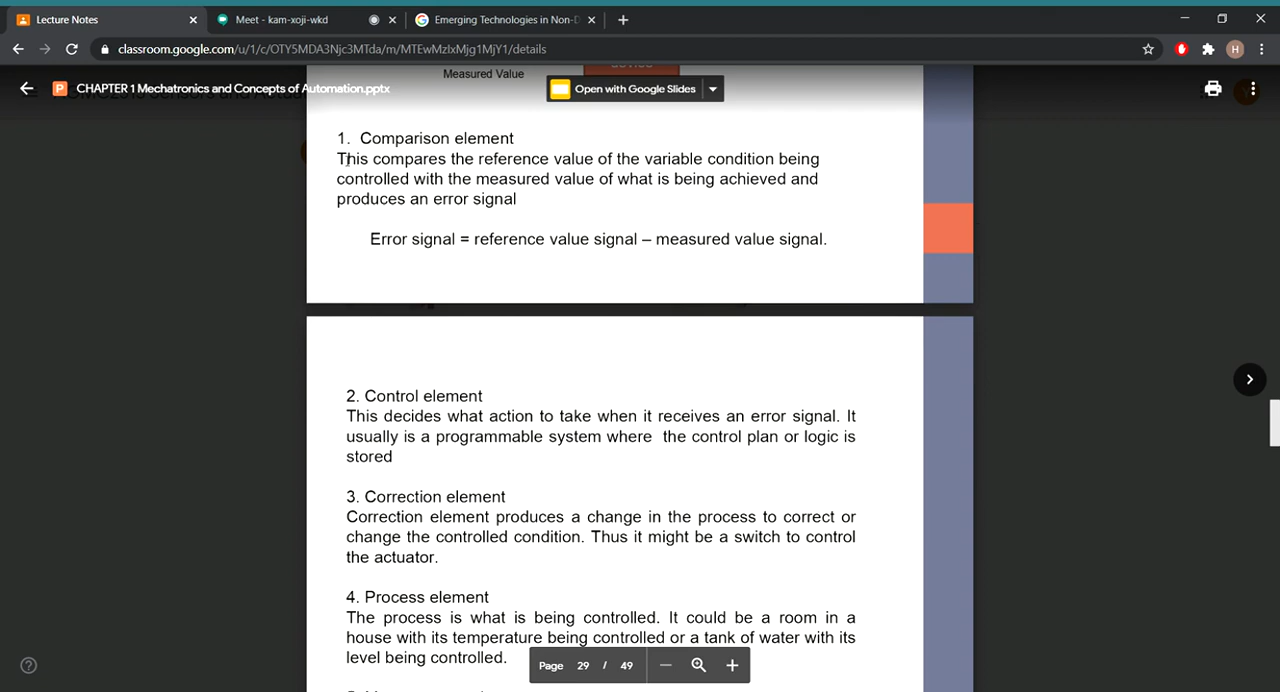 Lecture Notes
Meet - kam-xoji-wkd
Emerging Technologies in Non-D
classroom.google.com/u/1/c/OTY5MDA3Njc3MTda/m/MTEwMzIxMjg1MjY1/details
H
P CHAPTER 1 Mechatronics and Concepts of Automation.pptx
Open with Google Slides
Measured Value
1. Comparison element
This compares the reference value of the variable condition being
controlled with the measured value of what is being achieved and
produces an error signal
Error signal = reference value signal – measured value signal.
2. Control element
This decides what action to take when it receives an error signal. It
usually is a programmable system where the control plan or logic is
stored
3. Correction element
Correction element produces a change in the process to correct or
change the controlled condition. Thus it might be a switch to control
the actuator.
4. Process element
The process is what is being controlled. It could be a room in a
house with its temperature being controlled or a tank of water with its
level being controlled.
Page 29 / 49